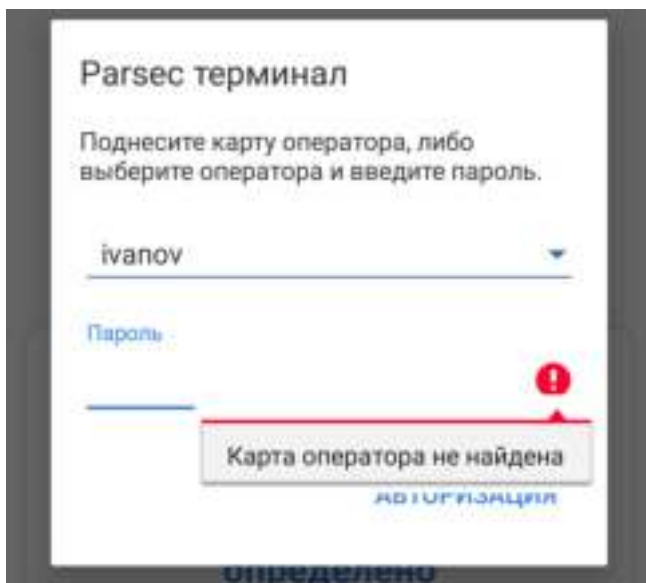 Parsec терминал
Поднесите карту оператора, либо
выберите оператора и введите пароль.
ivanov
Пароль
Карта оператора не найдена
АВТОРИЗАЦИЯ
определено